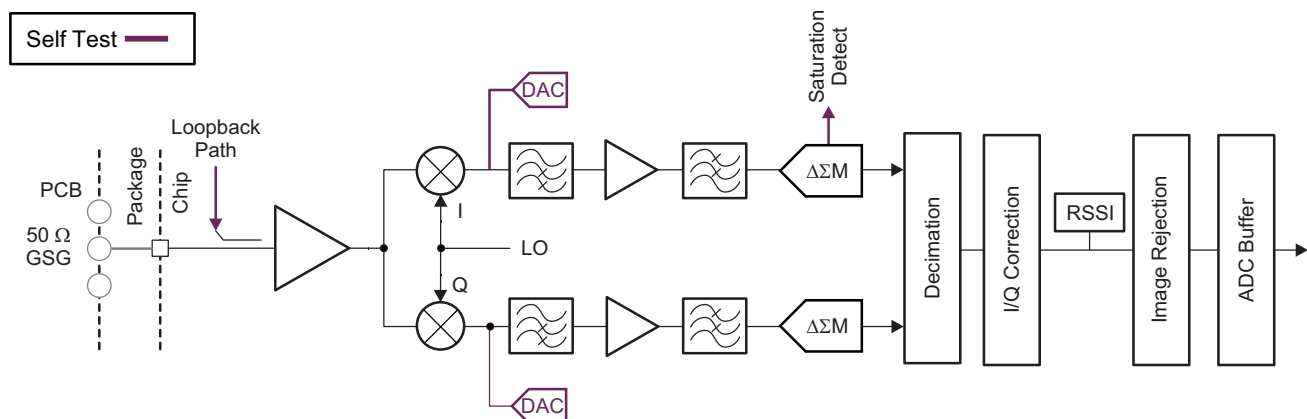 Self Test
DAC
Saturation
Detect
Loopback
Path
PCB
Package
Chip
50 Ω
GSG
ΔΣM
I
LO
Q
ΔΣM
DAC
Decimation
I/Q Correction
RSSI
Image Rejection
ADC Buffer